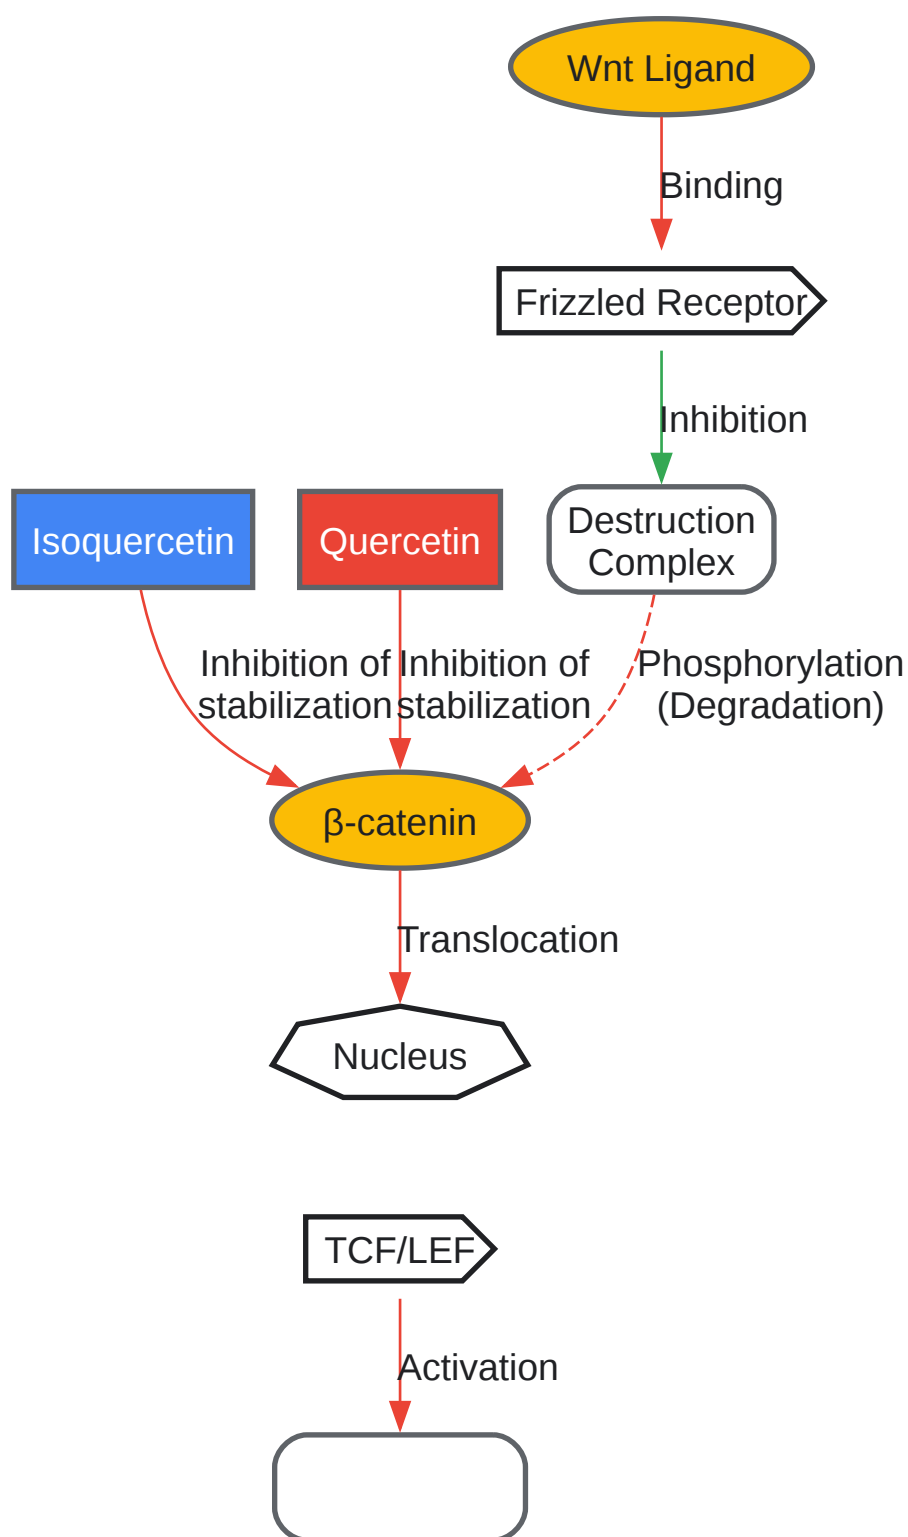 Wnt Ligand
Binding
Frizzled Receptor
Inhibition
Isoquercetin
Quercetin
Destruction
Complex
Inhibition of
stabilization
Inhibition of
stabilization
Phosphorylation
(Degradation)
β-catenin
Translocation
Nucleus
TCF/LEF
Activation